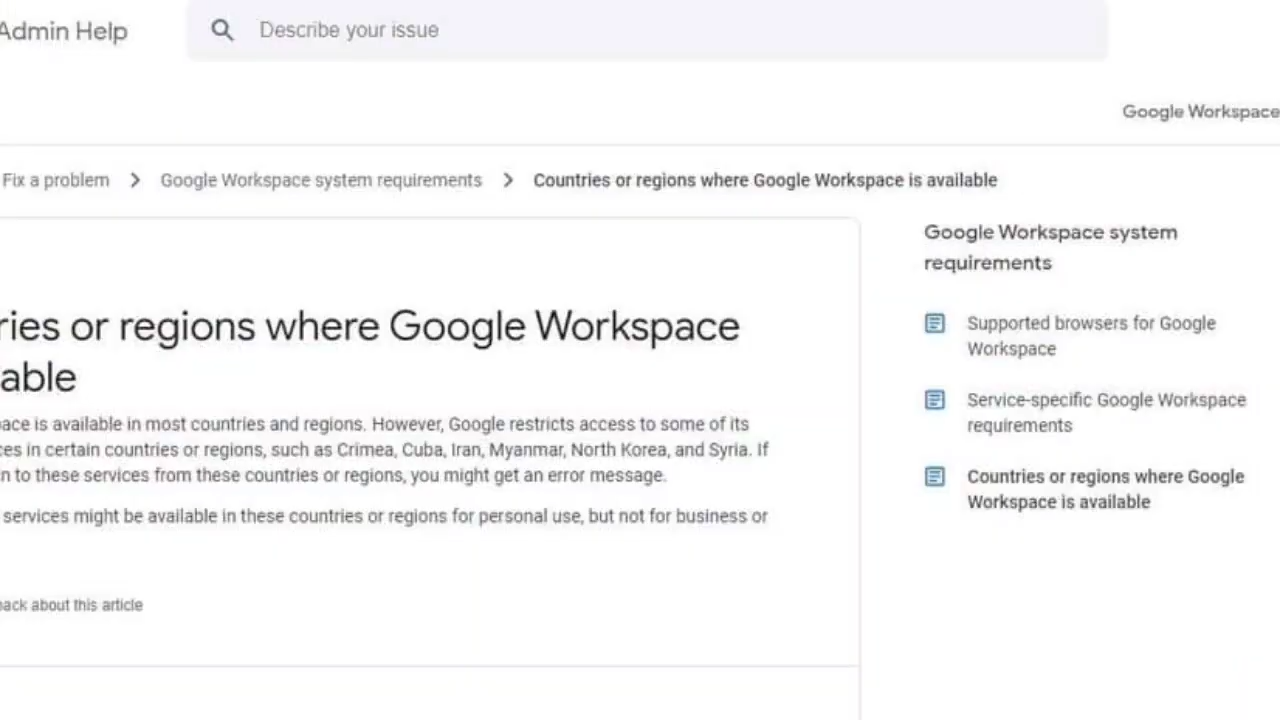 Admin Help
Describe your issue
Google Workspace
Fix a problem
Google Workspace system requirements
Countries or regions where Google Workspace is available
ries or regions where Google Workspace
able
pace is available in most countries and regions. However, Google restricts access to some of its
ces in certain countries or regions, such as Crimea, Cuba, Iran, Myanmar, North Korea, and Syria. If
n to these services from these countries or regions, you might get an error message.
services might be available in these countries or regions for personal use, but not for business or
back about this article
Google Workspace system
requirements
Supported browsers for Google
Workspace
Service-specific Google Workspace
requirements
Countries or regions where Google
Workspace is available